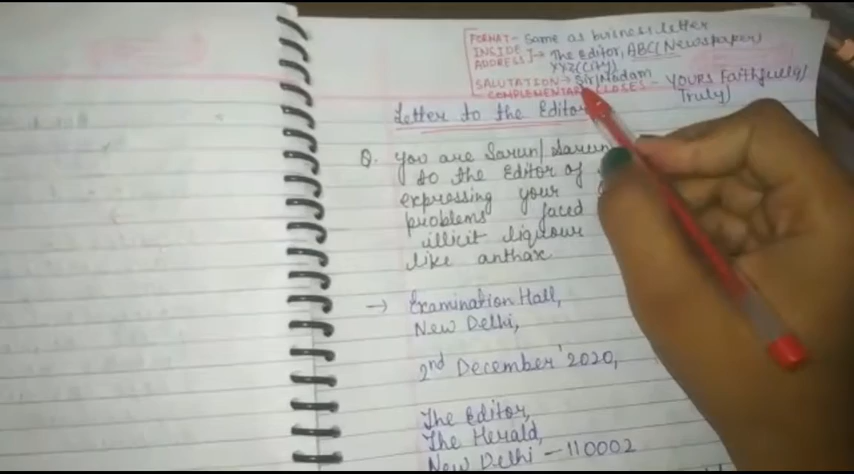 FORMAT - Same as business letter
INSIDE ADDRESS] → The Editor, ABC (Newspaper)
XYZ (City)
SALUTATION → Sir/Madam
COMPLEMENTARY CLOSES - YOURS Faithfully/
Truly)
Letter to the Editor
Q. You are Sarun/
to the Editor of
expressing your
problems faced
illicit liquour
like anthax
→ Examination Hall,
New Delhi,
2nd December '2020,
The Editor,
The Herald,
New Delhi - 110002